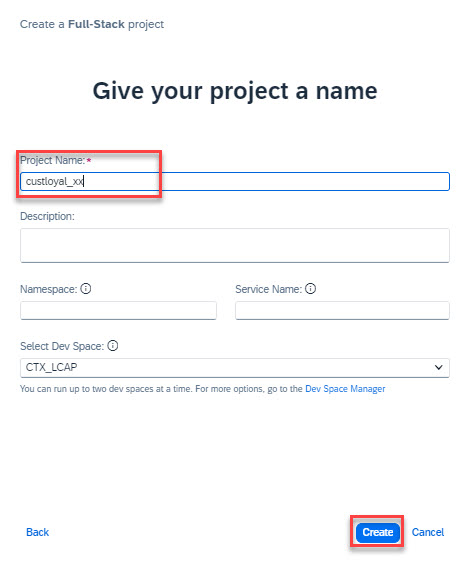 Create a Full-Stack project
Give your project a name
Project Name:*
custloyal_xx
Description:
Namespace: Service Name:
Select Dev Space:
CTX_LCAP
You can run up to two dev spaces at a time. For more options, go to the Dev Space Manager
Back Create Cancel